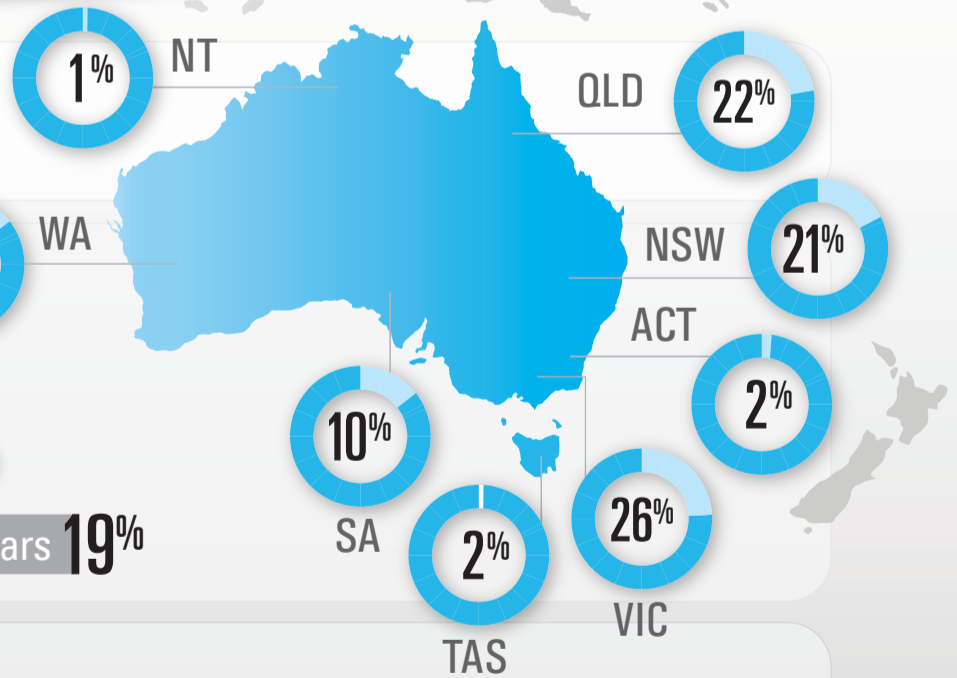 1%
NT
QLD
22%
WA
NSW
21%
ACT
2%
10%
SA
26%
VIC
2%
TAS
ars 19%